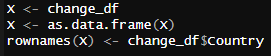 x <- change_df
x <- as.data.frame(x)
rownames(x) <- change_df$Country